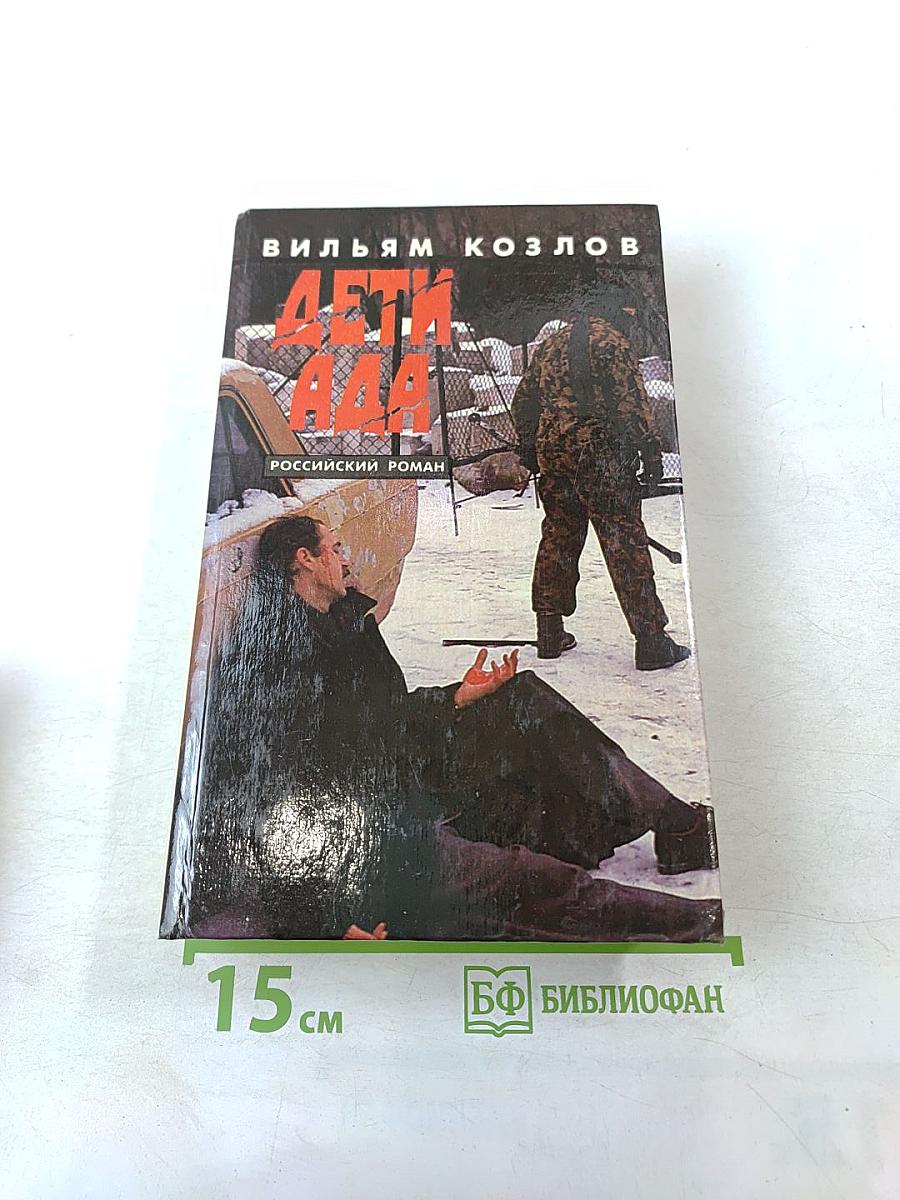 ВИЛЬЯМ КОЗЛОВ
ДЕТИ
АДА
РОССИЙСКИЙ РОМАН
15 см
БФ БИБЛИОФАН